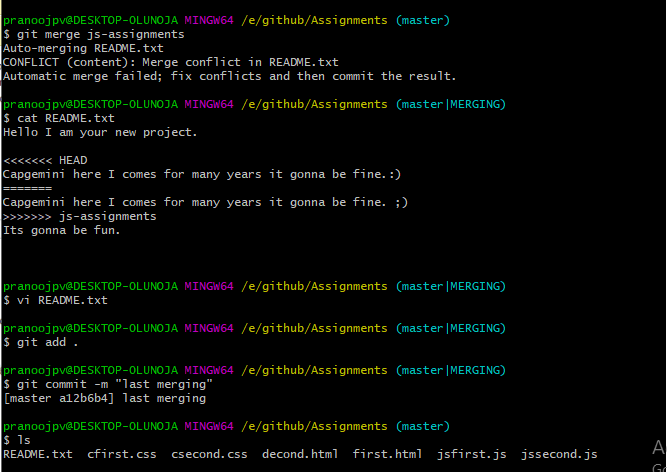 pranoojpv@DESKTOP-OLUNOJA MINGW64 /e/github/Assignments (master)
$ git merge js-assignments
Auto-merging README.txt
CONFLICT (content): Merge conflict in README.txt
Automatic merge failed; fix conflicts and then commit the result.
pranoojpv@DESKTOP-OLUNOJA MINGW64 /e/github/Assignments (master|MERGING)
$ cat README.txt
Hello I am your new project.
<<<<<<< HEAD
Capgemini here I comes for many years it gonna be fine.:)
=======
Capgemini here I comes for many years it gonna be fine. ;)
>>>>>>> js-assignments
Its gonna be fun.
pranoojpv@DESKTOP-OLUNOJA MINGW64 /e/github/Assignments (master|MERGING)
$ vi README.txt
pranoojpv@DESKTOP-OLUNOJA MINGW64 /e/github/Assignments (master|MERGING)
$ git add .
pranoojpv@DESKTOP-OLUNOJA MINGW64 /e/github/Assignments (master|MERGING)
$ git commit -m "last merging"
[master a12b6b4] last merging
pranoojpv@DESKTOP-OLUNOJA MINGW64 /e/github/Assignments (master)
$ ls
README.txt  cfirst.css  csecond.css  decond.html  first.html  jsfirst.js  jssecond.js